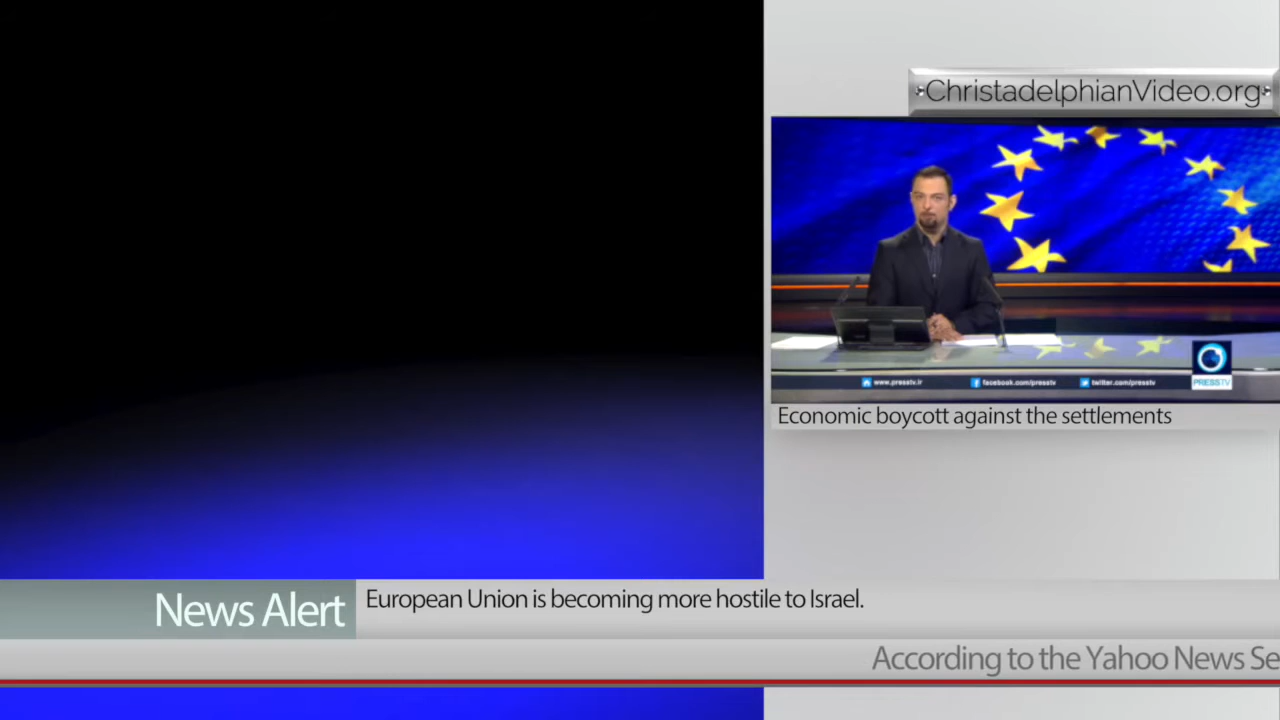 ChristadelphianVideo.org
www.presstv.ir
facebook.com/presstv
twitter.com/presstv
PRESSTV
Economic boycott against the settlements
News Alert
European Union is becoming more hostile to Israel.
According to the Yahoo News Se